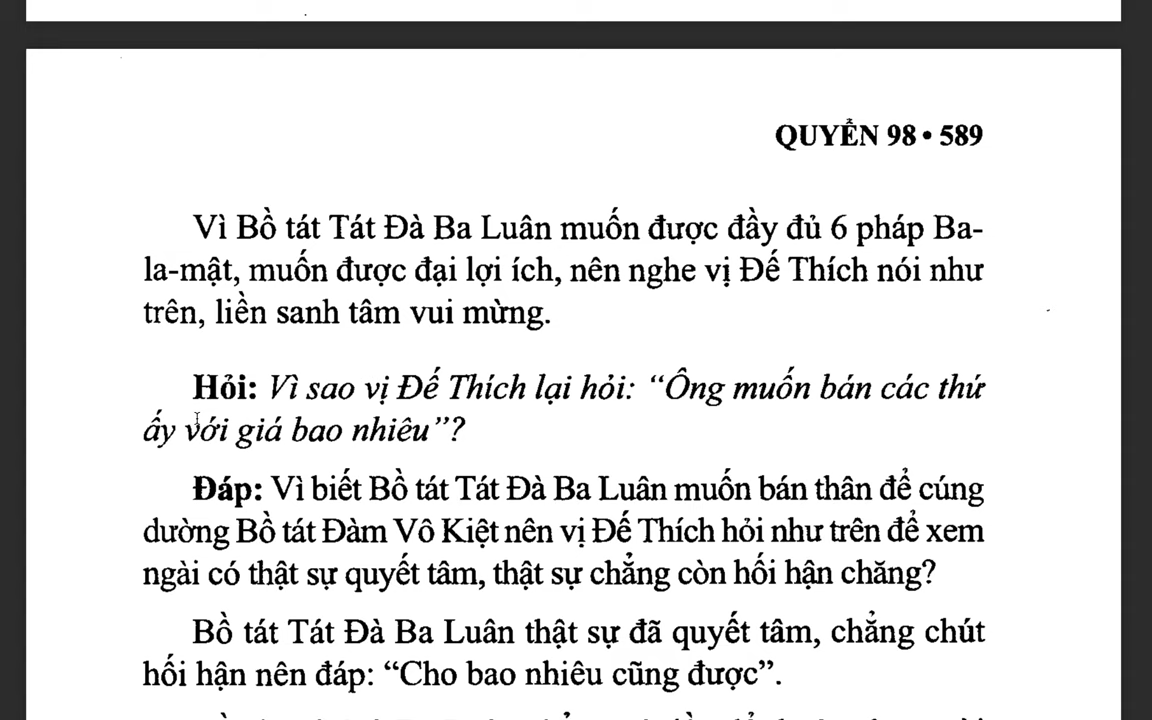 QUYỂN 98 • 589
Vì Bồ tát Tát Đà Ba Luân muốn được đầy đủ 6 pháp Ba-
la-mật, muốn được đại lợi ích, nên nghe vị Đế Thích nói như
trên, liền sanh tâm vui mừng.
Hỏi: Vì sao vị Đế Thích lại hỏi: “Ông muốn bán các thứ
ấy với giá bao nhiêu”?
Đáp: Vì biết Bồ tát Tát Đà Ba Luân muốn bán thân để cúng
dường Bồ tát Đàm Vô Kiệt nên vị Đế Thích hỏi như trên để xem
ngài có thật sự quyết tâm, thật sự chẳng còn hối hận chăng?
Bồ tát Tát Đà Ba Luân thật sự đã quyết tâm, chẳng chút
hối hận nên đáp: “Cho bao nhiêu cũng được”.